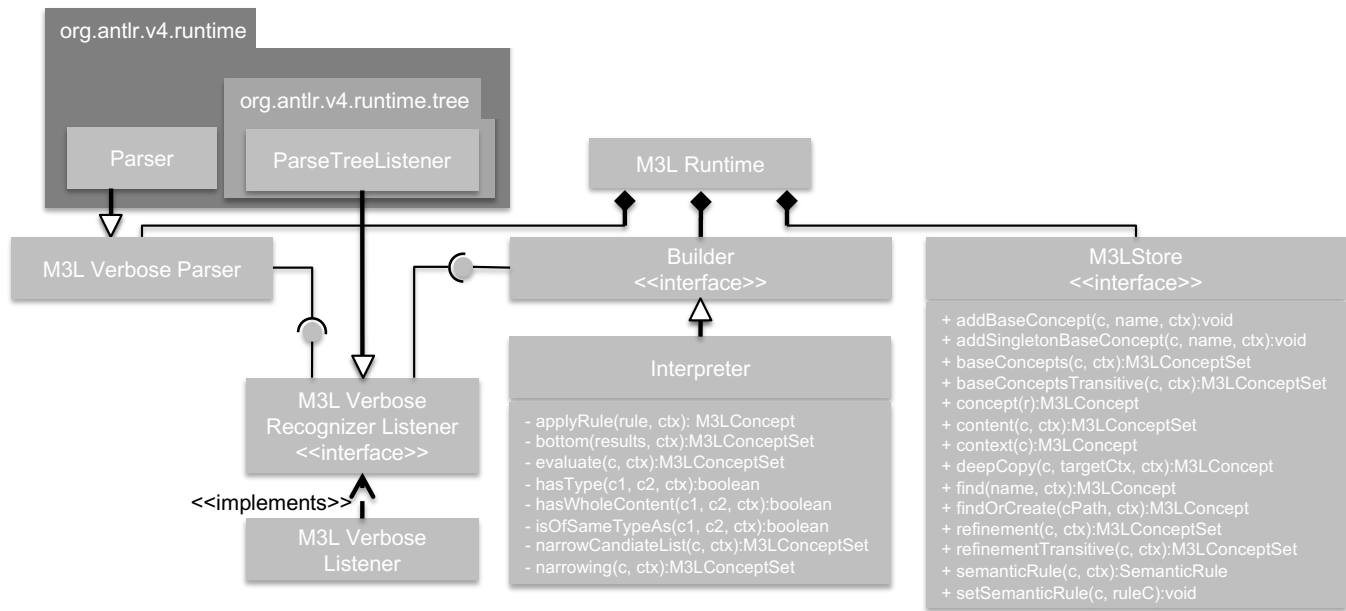 org.antlr.v4.runtime
org.antlr.v4.runtime.tree
Parser
ParseTreeListener
M3L Runtime
M3L Verbose Parser
Builder
<<interface>>
M3LStore
<<interface>>
+ addBaseConcept(c, name, ctx):void
+ addSingletonBaseConcept(c, name, ctx):void
+ baseConcepts(c, ctx):M3LConceptSet
+ baseConceptsTransitive(c, ctx):M3LConceptSet
+ concept(r):M3LConcept
+ content(c, ctx):M3LConceptSet
+ context(c):M3LConcept
+ deepCopy(c, targetCtx, ctx):M3LConcept
+ find(name, ctx):M3LConcept
+ findOrCreate(cPath, ctx):M3LConcept
+ refinement(c, ctx):M3LConceptSet
+ refinementTransitive(c, ctx):M3LConceptSet
+ semanticRule(c, ctx):SemanticRule
+ setSemanticRule(c, ruleC):void
Interpreter
- applyRule(rule, ctx): M3LConcept
- bottom(results, ctx):M3LConceptSet
- evaluate(c, ctx):M3LConceptSet
- hasType(c1, c2, ctx):boolean
- hasWholeContent(c1, c2, ctx):boolean
- isOfSameTypeAs(c1, c2, ctx):boolean
- narrowCandiateList(c, ctx):M3LConceptSet
- narrowing(c, ctx):M3LConceptSet
M3L Verbose
Recognizer Listener
<<interface>>
<<implements>>
M3L Verbose
Listener